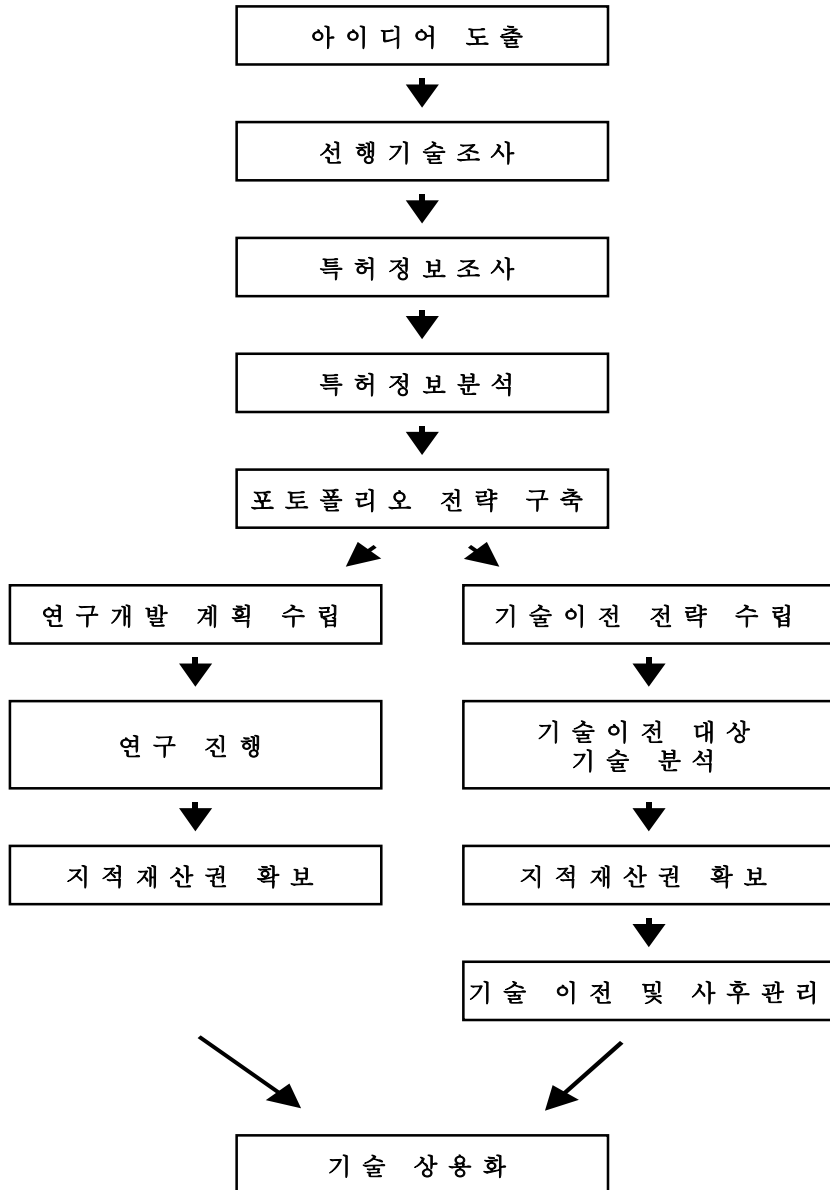 아이디어 도출
선행기술조사
특허정보조사
특허정보분석
포토폴리오 전략 구축
연구개발 계획 수립
기술이전 전략 수립
연구 진행
기술이전 대상
기술 분석
지적재산권 확보
지적재산권 확보
기술 이전 및 사후관리
기술 상용화